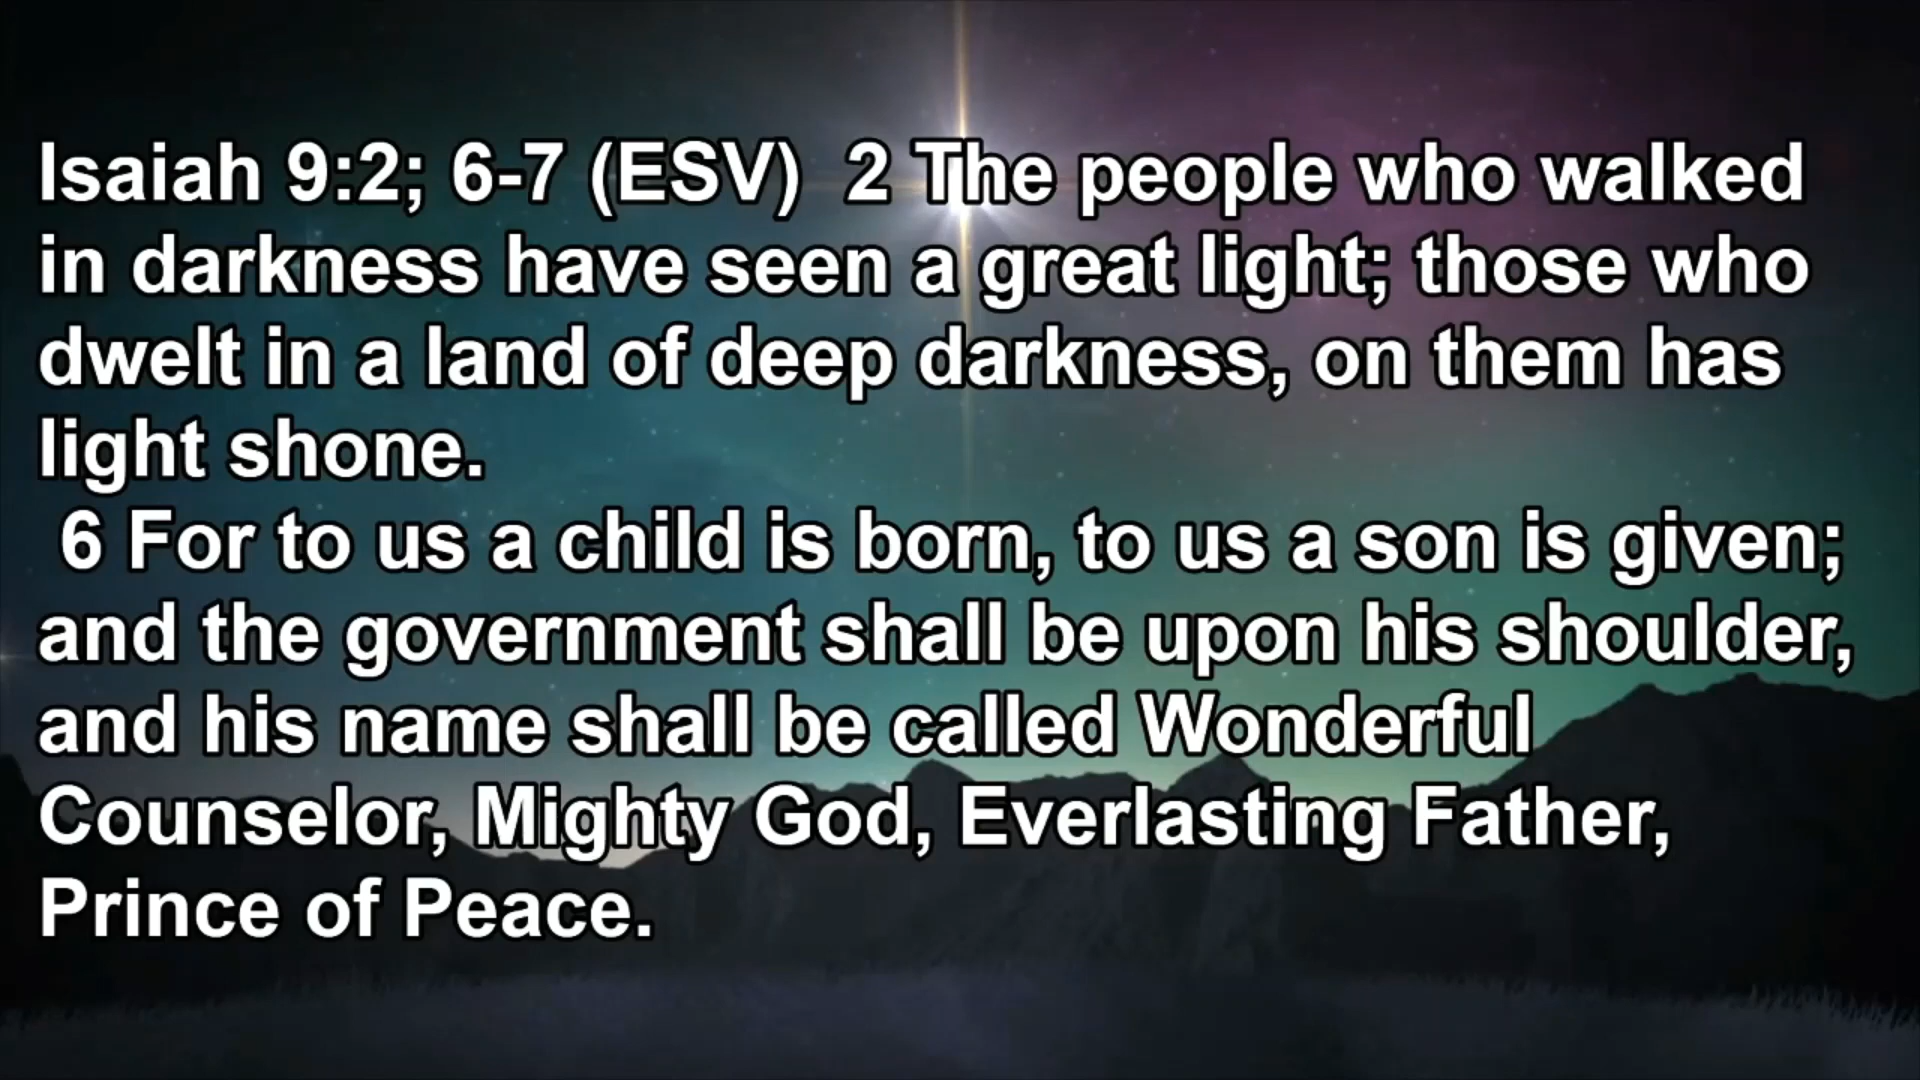 Isaiah 9:2; 6-7 (ESV)  2 The people who walked
in darkness have seen a great light; those who
dwelt in a land of deep darkness, on them has
light shone.
6 For to us a child is born, to us a son is given;
and the government shall be upon his shoulder,
and his name shall be called Wonderful
Counselor, Mighty God, Everlasting Father,
Prince of Peace.